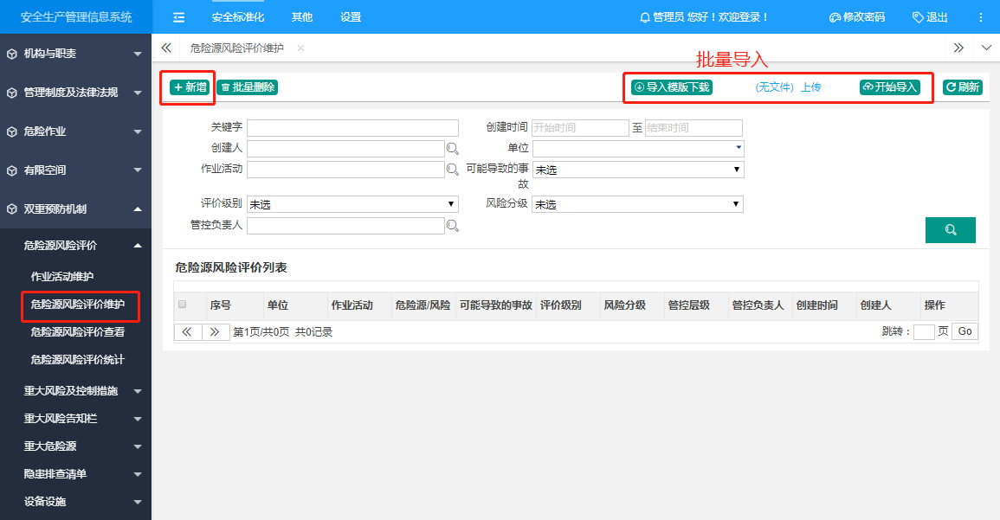 安全生产管理信息系统
安全标准化 其他 设置 管理员 您好！欢迎登录！ 修改密码 退出
机构与职责
管理制度及法律法规
危险作业
有限空间
双重预防机制
危险源风险评价
作业活动维护
危险源风险评价维护
危险源风险评价查看
危险源风险评价统计
重大风险及控制措施
重大风险告知栏
重大危险源
隐患排查清单
设备设施
危险源风险评价维护
批量导入
新增 批量删除 导入模版下载 (无文件) 上传 开始导入 刷新
关键字 创建时间 开始时间 至 结束时间
创建人 单位
作业活动 可能导致的事故 未选
评价级别 未选 风险分级 未选
管控负责人
危险源风险评价列表
序号 单位 作业活动 危险源/风险 可能导致的事故 评价级别 风险分级 管控层级 管控负责人 创建时间 创建人 操作
第1页/共0页 共0记录 跳转： 页 Go